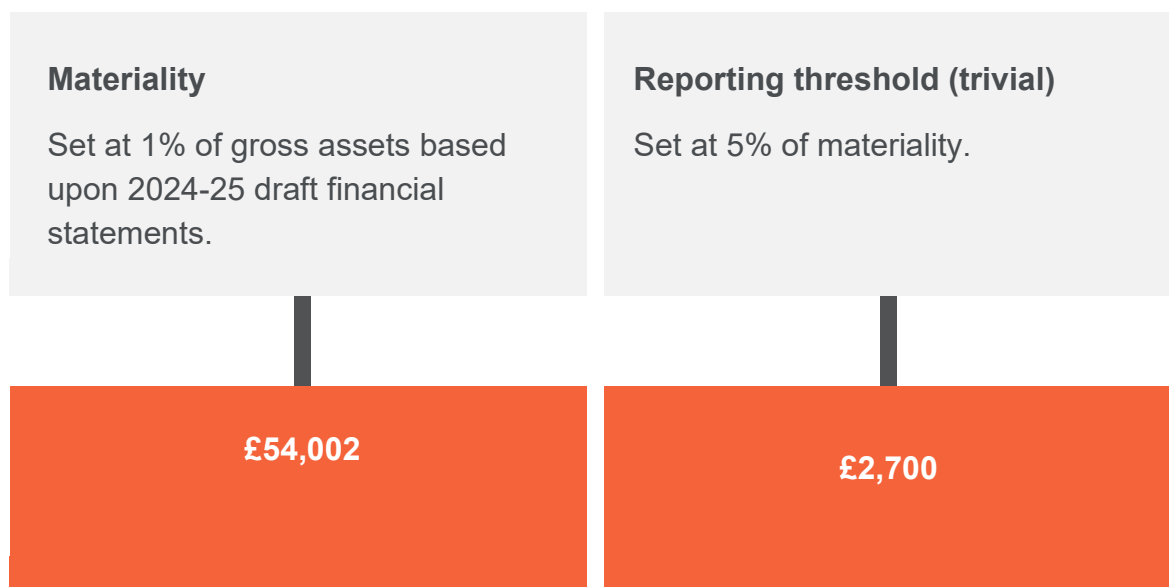 Materiality
Set at 1% of gross assets based
upon 2024-25 draft financial
statements.
£54,002
Reporting threshold (trivial)
Set at 5% of materiality.
£2,700